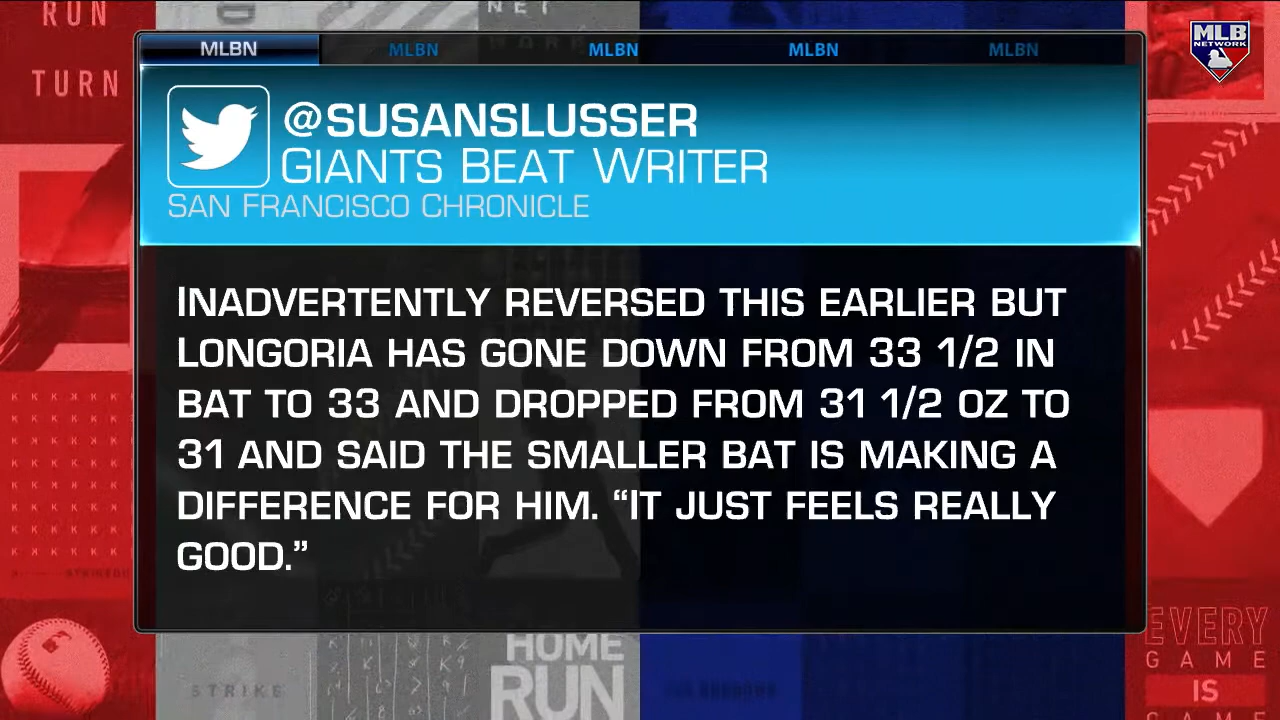 RUN
TURN
NET
MLBN MLBN MLBN MLBN MLBN
MLB
NETWORK
@SUSANSLUSSER
GIANTS BEAT WRITER
SAN FRANCISCO CHRONICLE
INADVERTENTLY REVERSED THIS EARLIER BUT
LONGORIA HAS GONE DOWN FROM 33 1/2 IN
BAT TO 33 AND DROPPED FROM 31 1/2 OZ TO
31 AND SAID THE SMALLER BAT IS MAKING A
DIFFERENCE FOR HIM. “IT JUST FEELS REALLY
GOOD.”
STRIKE
HOME
RUN
EVERY
GAME
IS
GAME